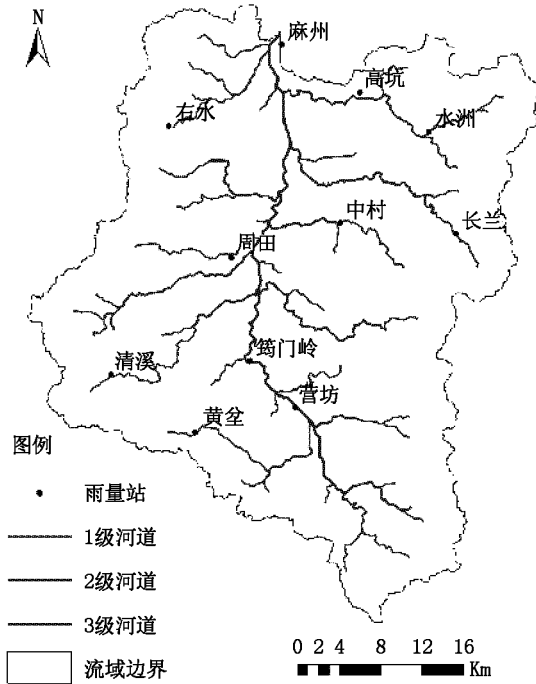 N
麻州
高坑
右水
水洲
中村
长兰
周田
筠门岭
清溪
营坊
黄坌
图例
雨量站
1级河道
2级河道
3级河道
流域边界
0 2 4 8 12 16
Km